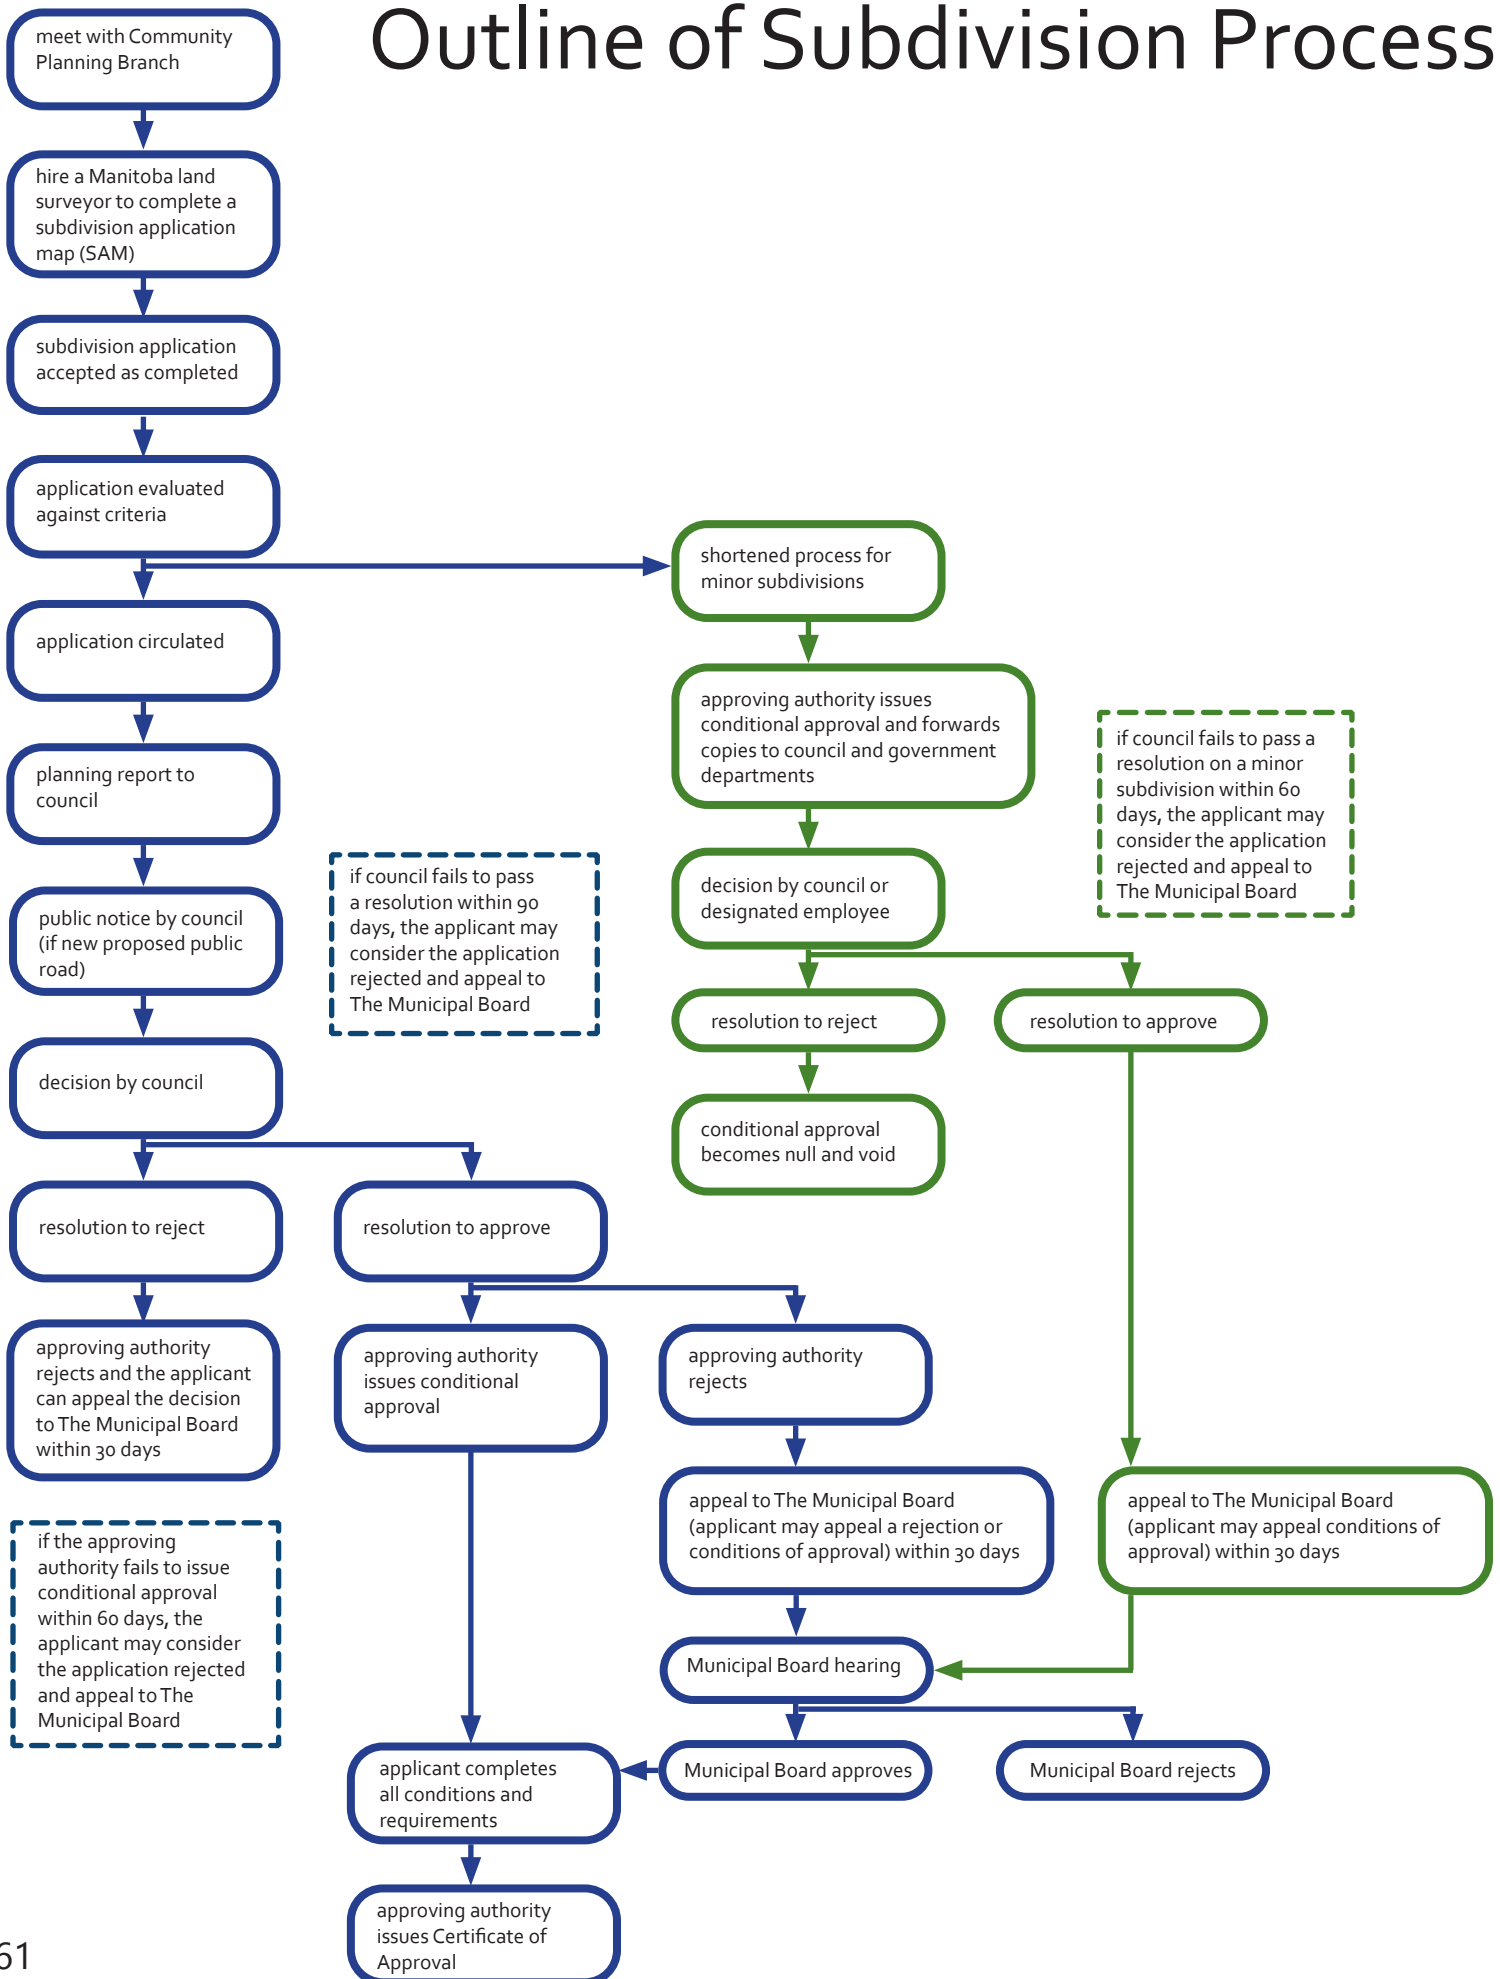 Outline of Subdivision Process
meet with Community
Planning Branch
hire a Manitoba land
surveyor to complete a
subdivision application
map (SAM)
subdivision application
accepted as completed
application evaluated
against criteria
application circulated
planning report to
council
public notice by council
(if new proposed public
road)
decision by council
if council fails to pass
a resolution within 90
days, the applicant may
consider the application
rejected and appeal to
The Municipal Board
shortened process for
minor subdivisions
approving authority issues
conditional approval and forwards
copies to council and government
departments
decision by council or
designated employee
if council fails to pass a
resolution on a minor
subdivision within 60
days, the applicant may
consider the application
rejected and appeal to
The Municipal Board
resolution to reject
resolution to approve
conditional approval
becomes null and void
resolution to reject
resolution to approve
approving authority
rejects and the applicant
can appeal the decision
to The Municipal Board
within 30 days
approving authority
issues conditional
approval
approving authority
rejects
appeal to The Municipal Board
(applicant may appeal a rejection or
conditions of approval) within 30 days
appeal to The Municipal Board
(applicant may appeal conditions of
approval) within 30 days
if the approving
authority fails to issue
conditional approval
within 60 days, the
applicant may consider
the application rejected
and appeal to The
Municipal Board
Municipal Board hearing
Municipal Board approves
Municipal Board rejects
applicant completes
all conditions and
requirements
approving authority
issues Certificate of
Approval
61